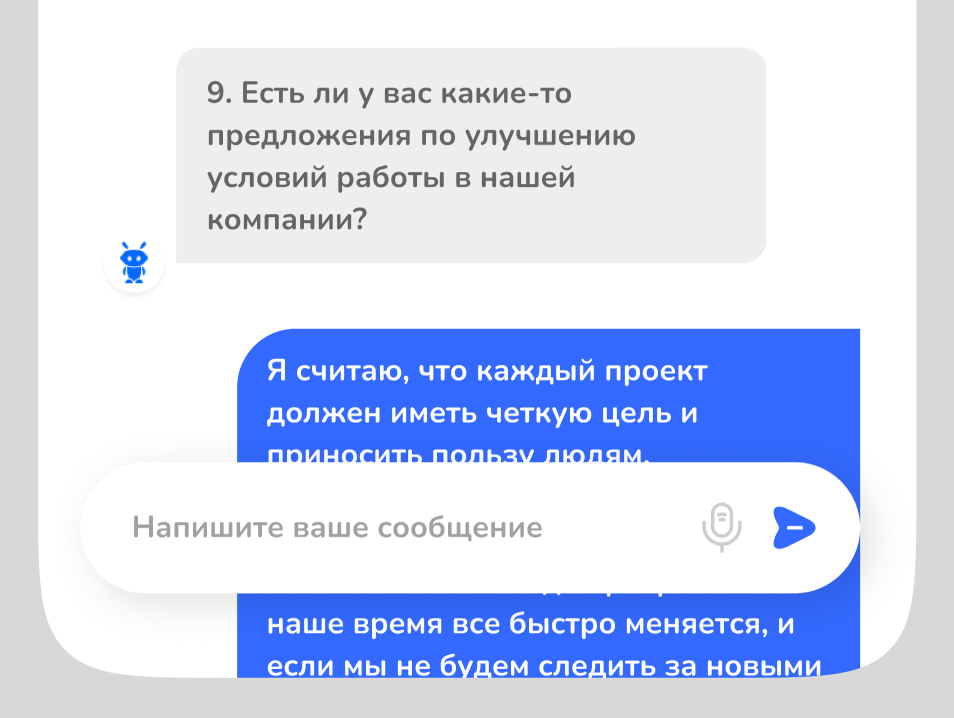 9. Есть ли у вас какие-то
предложения по улучшению
условий работы в нашей
компании?
Я считаю, что каждый проект
должен иметь четкую цель и
приносить пользу людям.
Напишите ваше сообщение
наше время все быстро меняется, и
если мы не будем следить за новыми